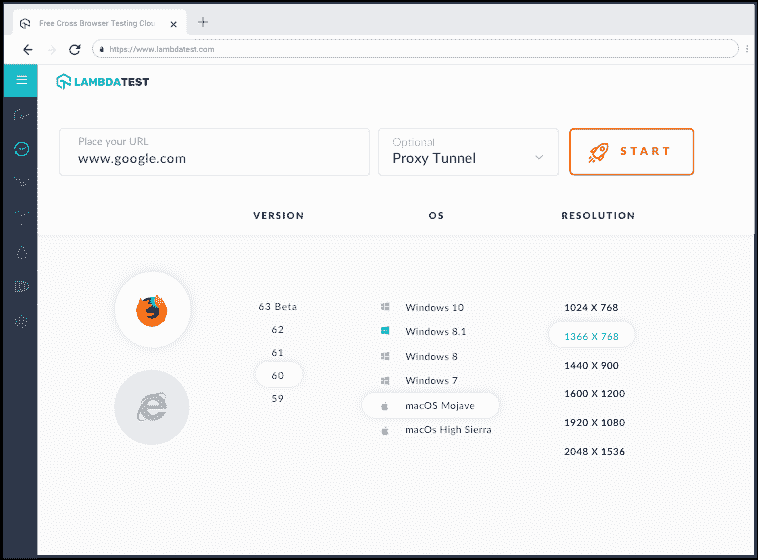 Free Cross Browser Testing Clou
https://www.lambdatest.com
LAMBDATEST
Place your URL
www.google.com
Optional
Proxy Tunnel
START
VERSION
OS
RESOLUTION
63 Beta
62
61
60
59
Windows 10
Windows 8.1
Windows 8
Windows 7
macOS Mojave
macOs High Sierra
1024 X 768
1366 X 768
1440 X 900
1600 X 1200
1920 X 1080
2048 X 1536